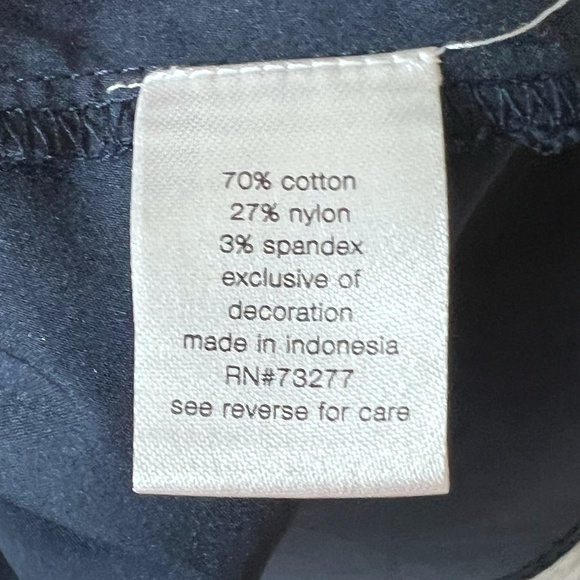 70% cotton
27% nylon
3% spandex
exclusive of
decoration
made in indonesia
RN#73277
see reverse for care